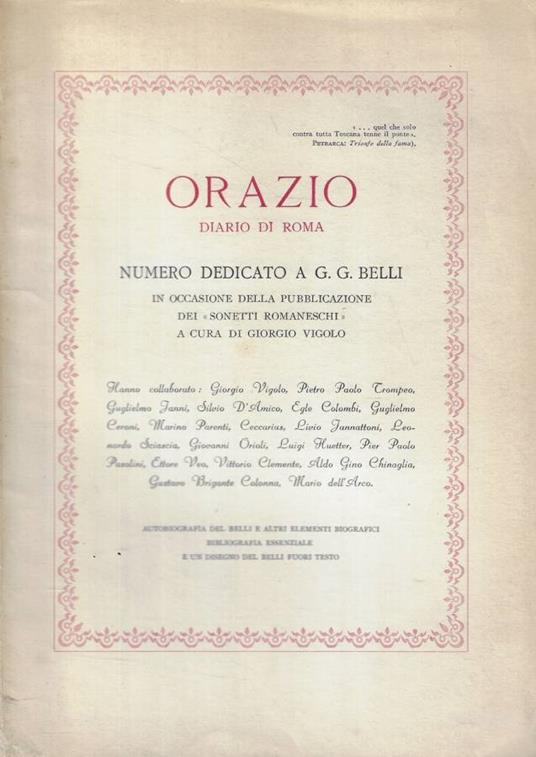 « . . . quel che solo
contra tutta Toscana tenne il ponte».
PETRARCA: Trionfo della fama),
ORAZIO
DIARIO DI ROMA
NUMERO DEDICATO A G. G. BELLI
IN OCCASIONE DELLA PUBBLICAZIONE
DEI «SONETTI ROMANESCHI»
A CURA DI GIORGIO VIGOLO
Hanno collaborato: Giorgio Vigolo, Pietro Paolo Trompeo,
Guglielmo Janni, Silvio D'Amico, Egle Colombi, Guglielmo
Ceroni, Marino Parenti, Ceccarius, Livio Jannattoni, Leo-
nardo Sciascia, Giovanni Orioli, Luigi Huetter, Pier Paolo
Pasolini, Ettore Veo, Vittorio Clemente, Aldo Gino Chinaglia,
Gustavo Brigante Colonna, Mario dell'Arco.
AUTOBIOGRAFIA DEL BELLI E ALTRI ELEMENTI BIOGRAFICI
BIBLIOGRAFIA ESSENZIALE
E UN DISEGNO DEL BELLI FUORI TESTO